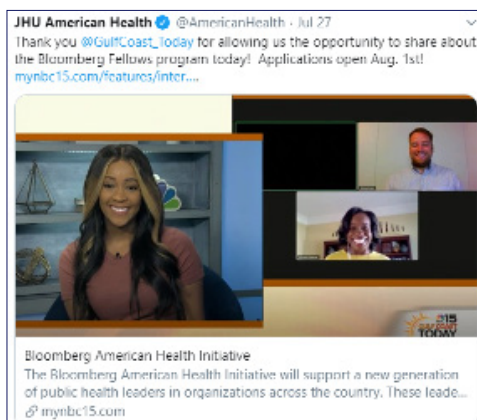 JHU American Health @AmericanHealth · Jul 27
Thank you @GulfCoast_Today for allowing us the opportunity to share about
the Bloomberg Fellows program today! Applications open Aug. 1st!
mynbc15.com/features/inter....
15
TODAY
Bloomberg American Health Initiative
The Bloomberg American Health Initiative will support a new generation
of public health leaders in organizations across the country. These leade...
mynbc15.com